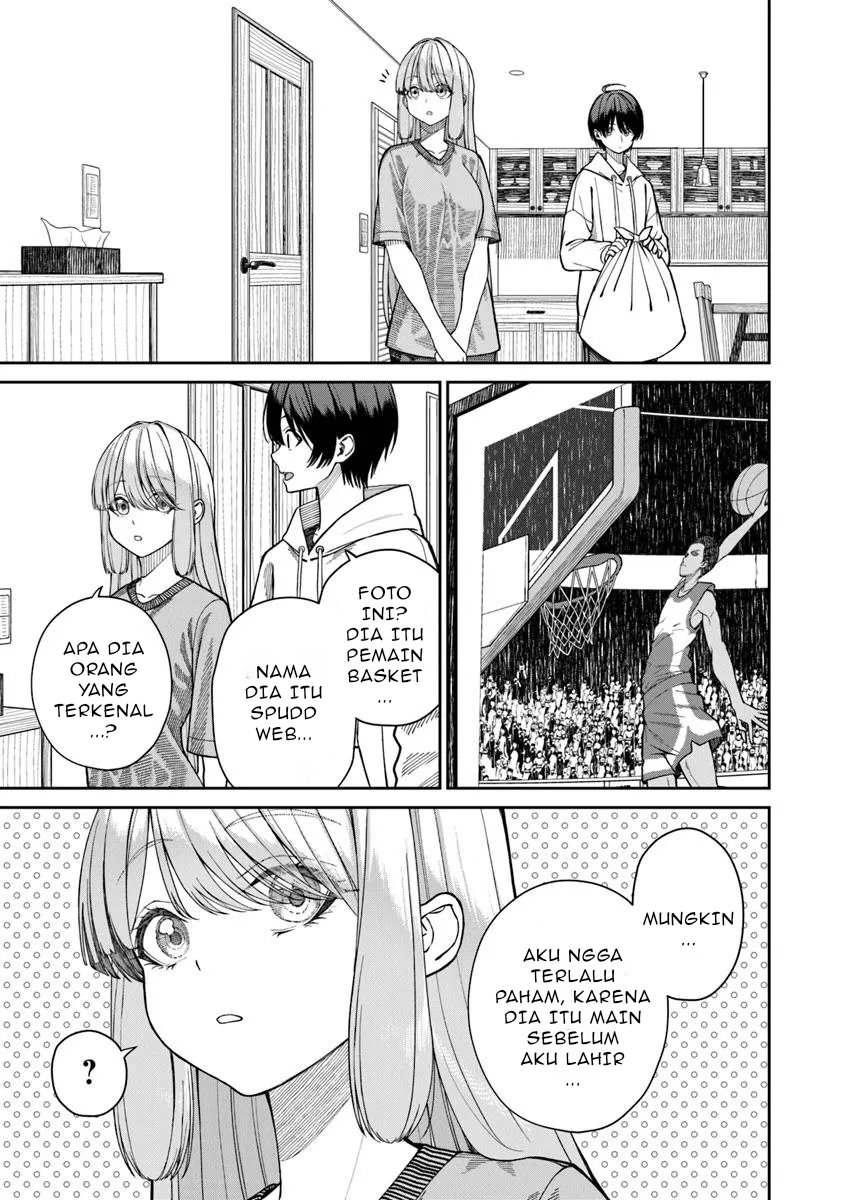 FOTO
INI?
DIA ITU
PEMAIN
BASKET
...
NAMA
DIA ITU
SPUDD
WEB...
APA DIA
ORANG
YANG
TERKENAL
...?
MUNGKIN
...
AKU NGGA
TERLALU
PAHAM, KARENA
DIA ITU MAIN
SEBELUM
AKU LAHIR
...
?